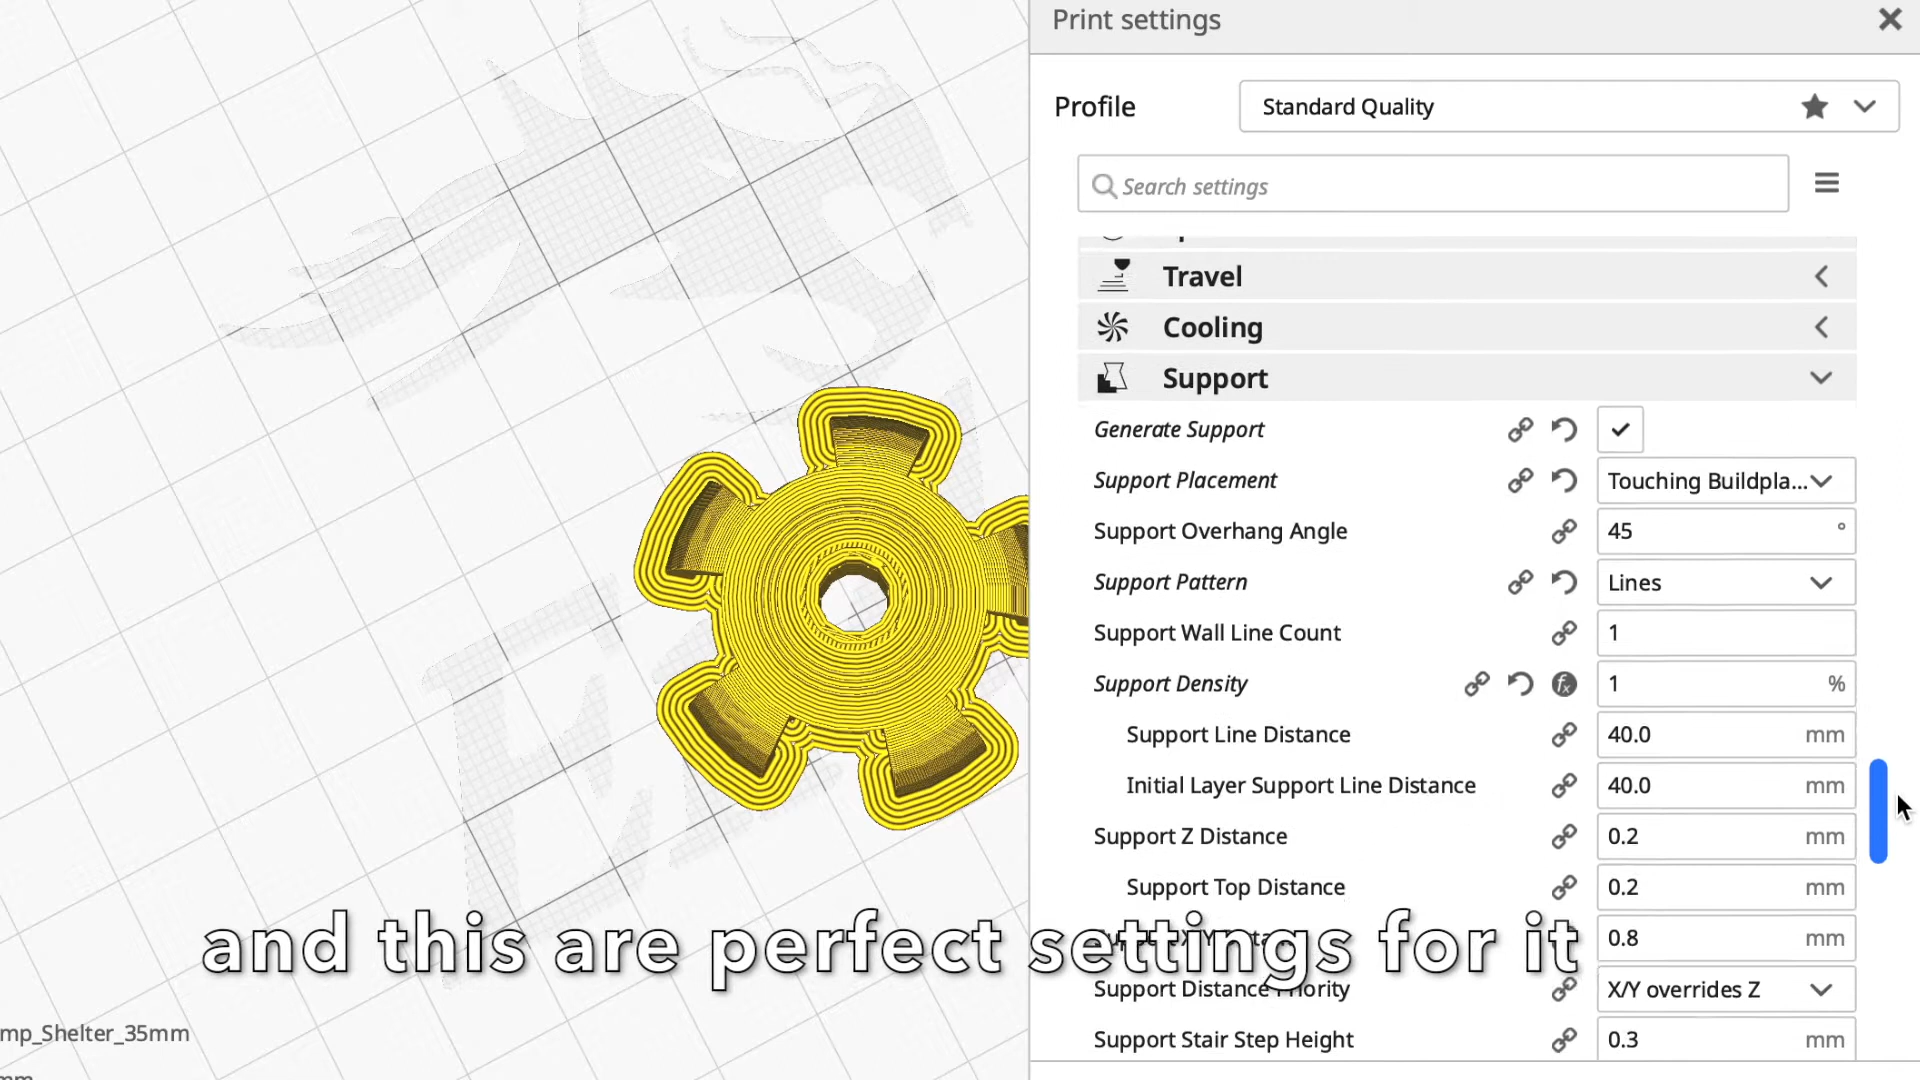 Print settings
Profile
Standard Quality
Search settings
Travel
Cooling
Support
Generate Support
Support Placement
Touching Buildpla...
Support Overhang Angle
45 °
Support Pattern
Lines
Support Wall Line Count
1
Support Density
fx
1 %
Support Line Distance
40.0 mm
Initial Layer Support Line Distance
40.0 mm
Support Z Distance
0.2 mm
Support Top Distance
0.2 mm
0.8 mm
and this are perfect settings for it
Support Distance
X/Y overrides Z
Support Stair Step Height
0.3 mm
mp_Shelter_35mm